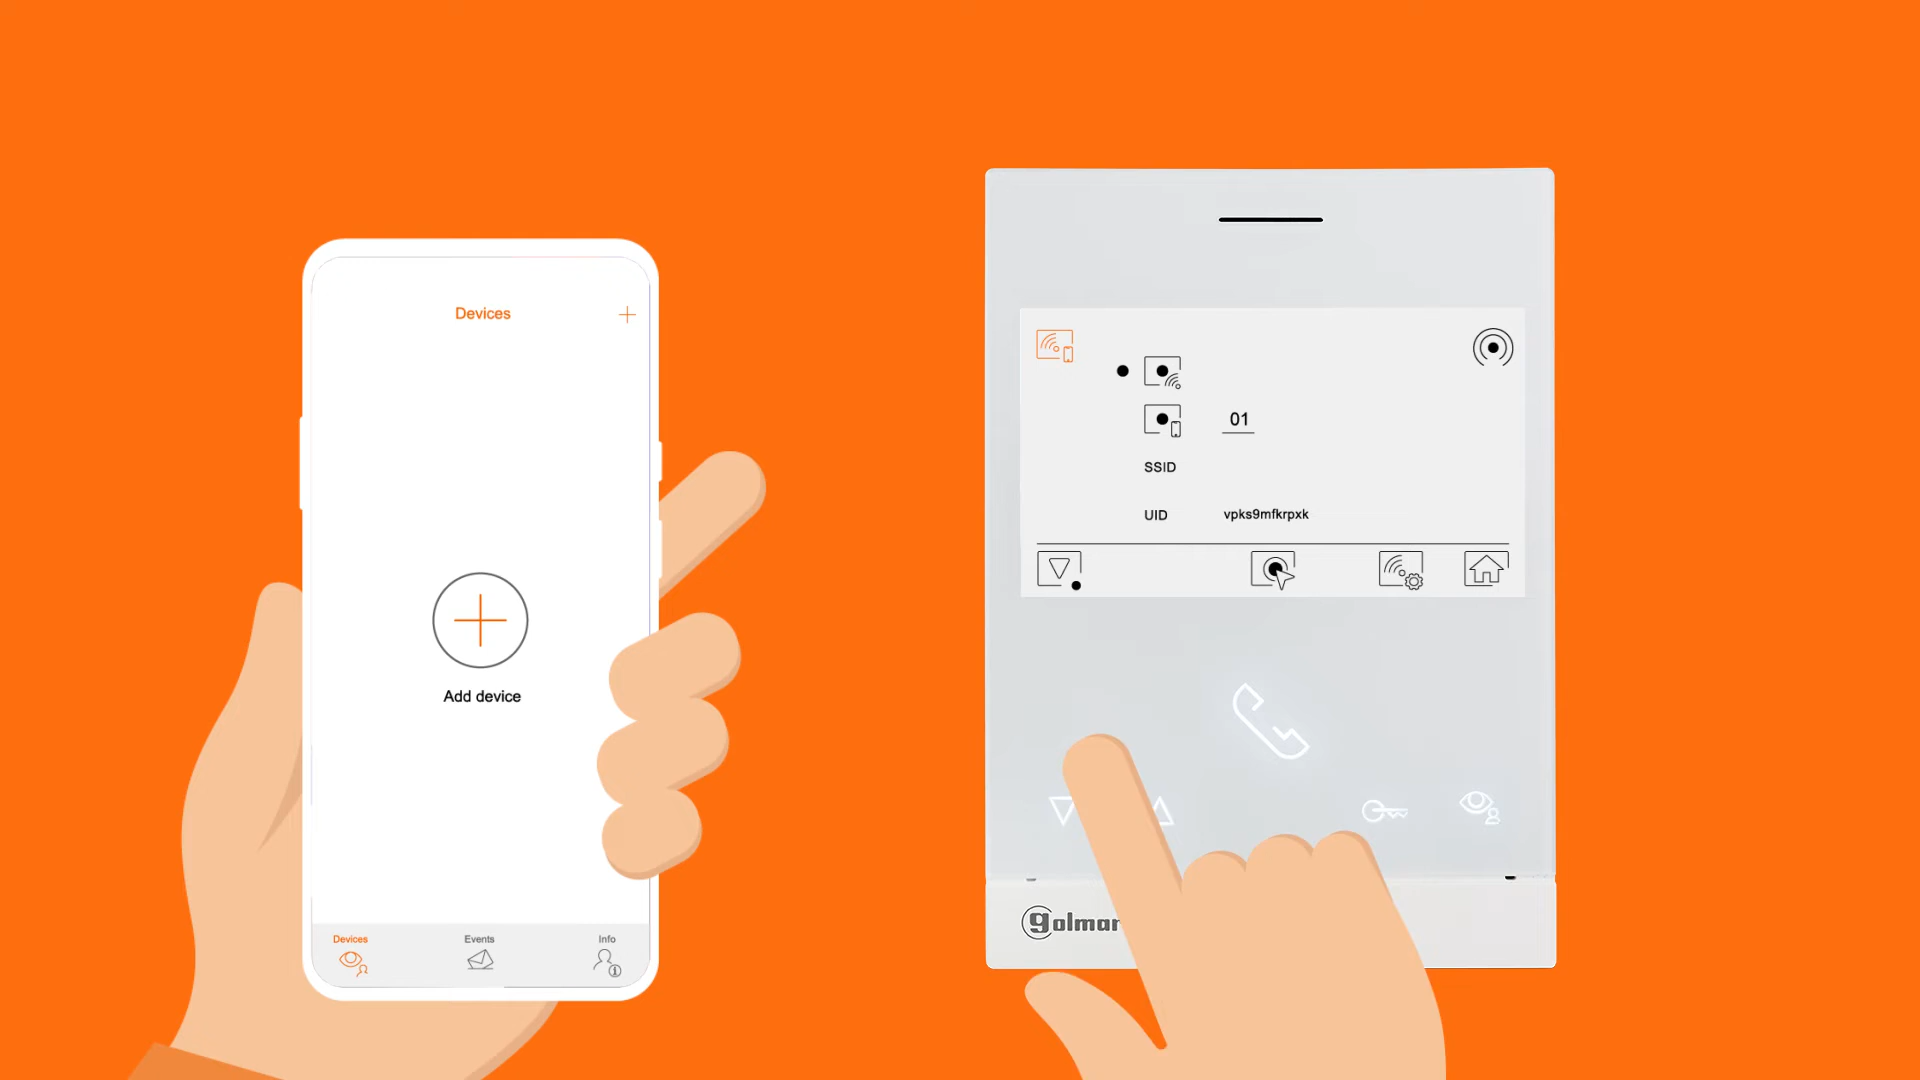 Devices
Add device
Devices
Events
Info
01
SSID
UID vpks9mfkrpxk
golmar